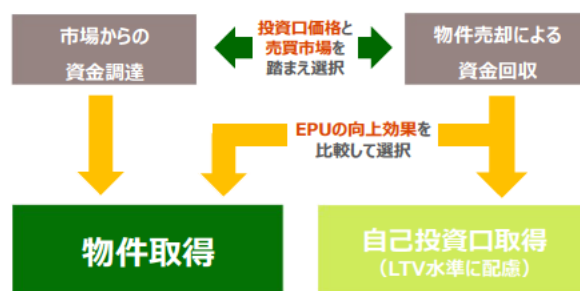 市場からの
資金調達
投資口価格と
売買市場を
踏まえ選択
物件売却による
資金回収
EPUの向上効果を
比較して選択
物件取得
自己投資口取得
（LTV水準に配慮）